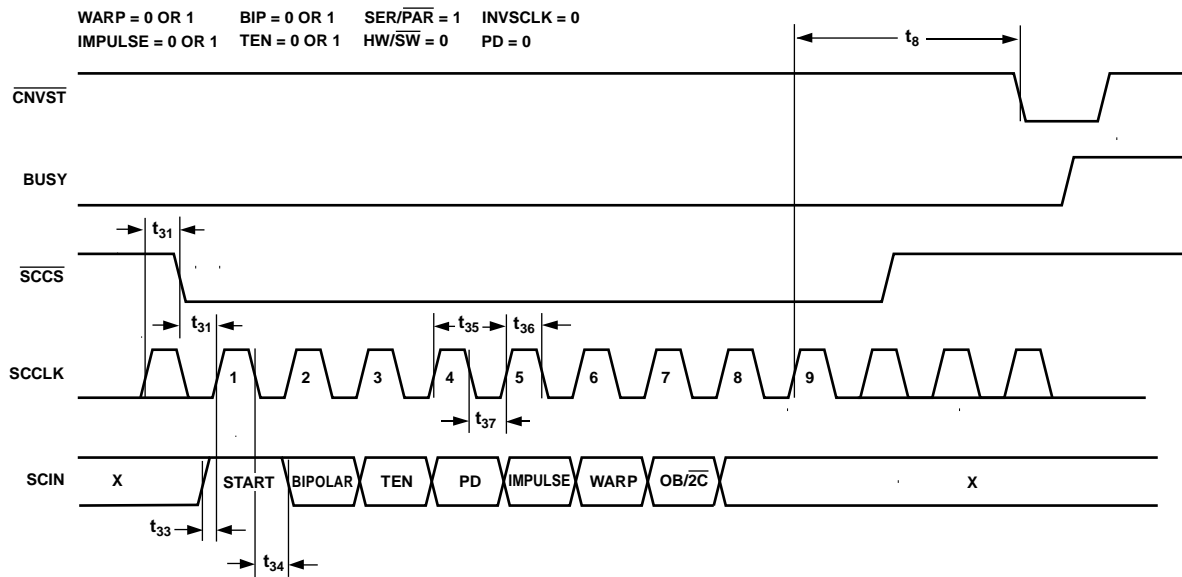 WARP = 0 OR 1 BIP = 0 OR 1 SER/PAR = 1 INVSCLK = 0
IMPULSE = 0 OR 1 TEN = 0 OR 1 HW/SW = 0 PD = 0
t8
CNVST
BUSY
t31
SCCS
t31 t35 t36
SCCLK 1 2 3 4 5 6 7 8 9
t37
SCIN X START BIPOLAR TEN PD IMPULSE WARP OB/2C X
t33
t34